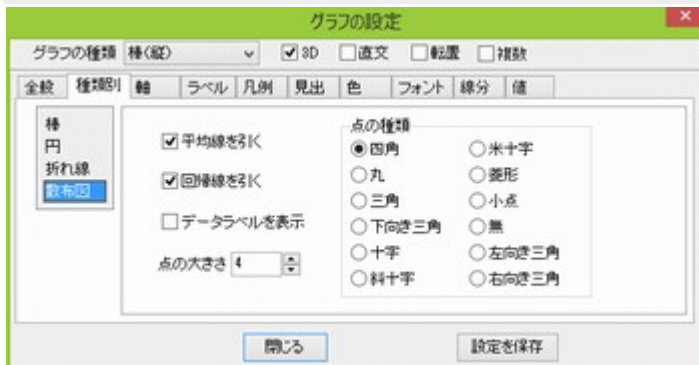 グラフの設定
グラフの種類 棒(縦) 3D 直交 転置 複数
全般 種類別 軸 ラベル 凡例 見出 色 フォント 線分 値
棒
円
折れ線
散布図
平均線を引く
回帰線を引く
データラベルを表示
点の大きさ 4
点の種類
四角 米十字
丸 菱形
三角 小点
下向き三角 無
十字 左向き三角
斜十字 右向き三角
閉じる 設定を保存